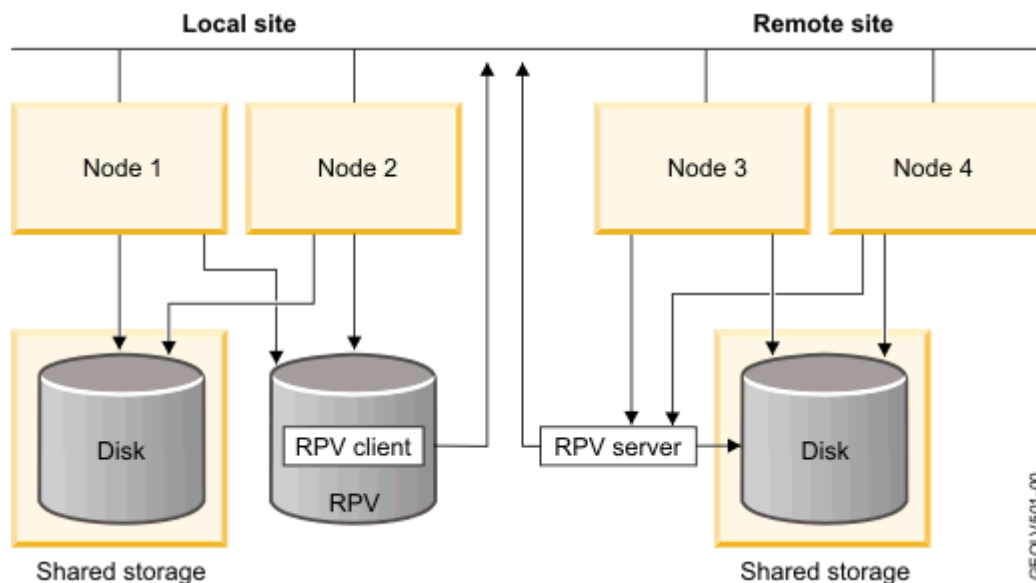 Local site
Remote site
Node 1
Node 2
Node 3
Node 4
Disk
RPV client
RPV
RPV server
Disk
Shared storage
Shared storage